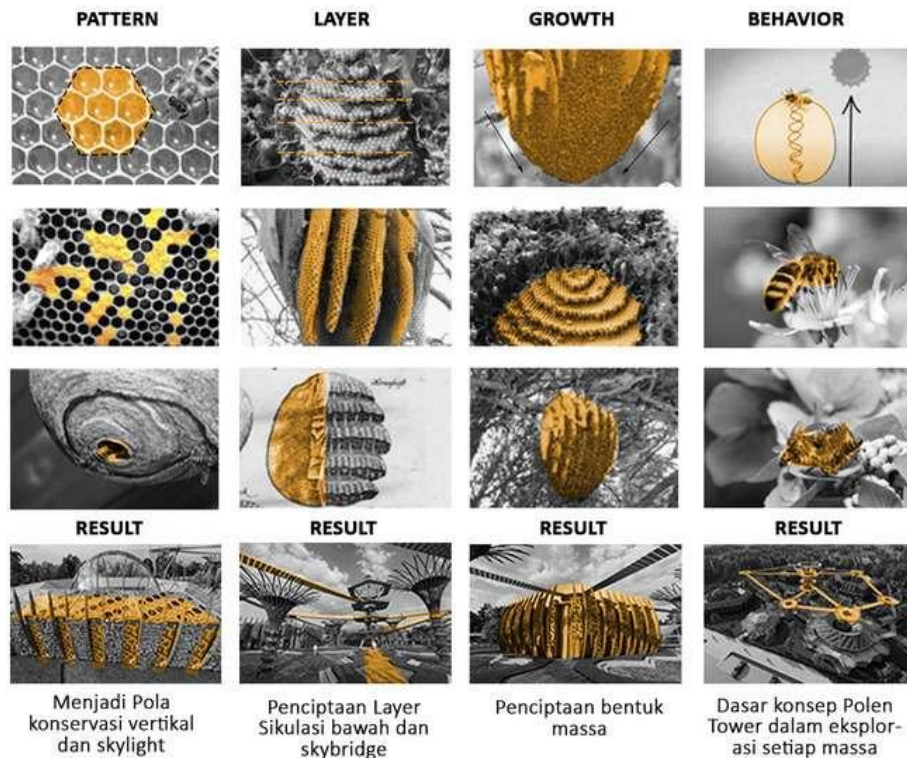 PATTERN
LAYER
GROWTH
BEHAVIOR
RESULT
RESULT
RESULT
RESULT
Menjadi Pola
konservasi vertikal
dan skylight
Penciptaan Layer
Sikulasi bawah dan
skybridge
Penciptaan bentuk
massa
Dasar konsep Polen
Tower dalam eksplor-
asi setiap massa